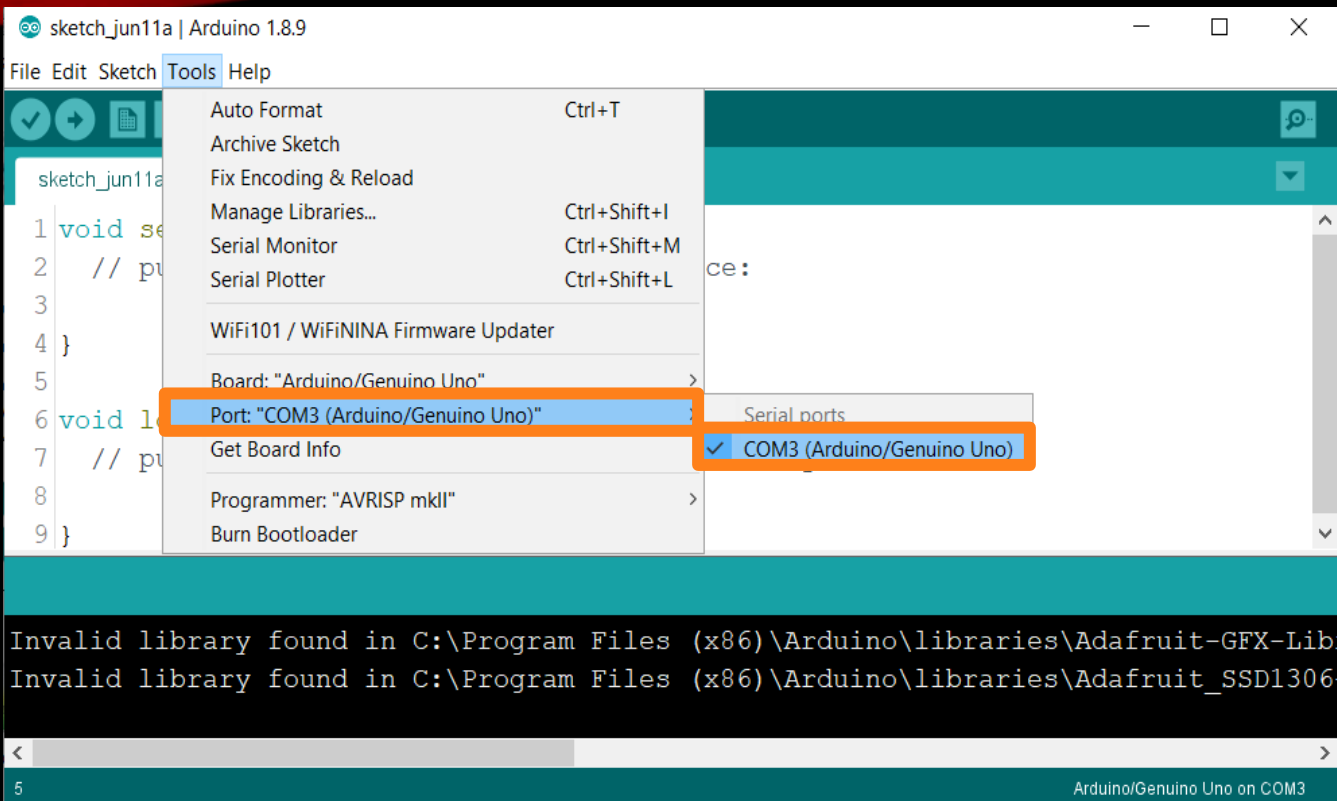 sketch_jun11a | Arduino 1.8.9
File Edit Sketch Tools Help
Auto Format Ctrl+T
Archive Sketch
Fix Encoding & Reload
Manage Libraries... Ctrl+Shift+I
Serial Monitor Ctrl+Shift+M
Serial Plotter Ctrl+Shift+L
WiFi101 / WiFiNINA Firmware Updater
Board: "Arduino/Genuino Uno"
Port: "COM3 (Arduino/Genuino Uno)"
Get Board Info
Programmer: "AVRISP mkII"
Burn Bootloader
Serial ports
COM3 (Arduino/Genuino Uno)
sketch_jun11a
1 void se
2 // pu ce:
3
4 }
5
6 void lo
7 // pu
8
9 }
Invalid library found in C:\Program Files (x86)\Arduino\libraries\Adafruit-GFX-Lib
Invalid library found in C:\Program Files (x86)\Arduino\libraries\Adafruit_SSD1306
5 Arduino/Genuino Uno on COM3